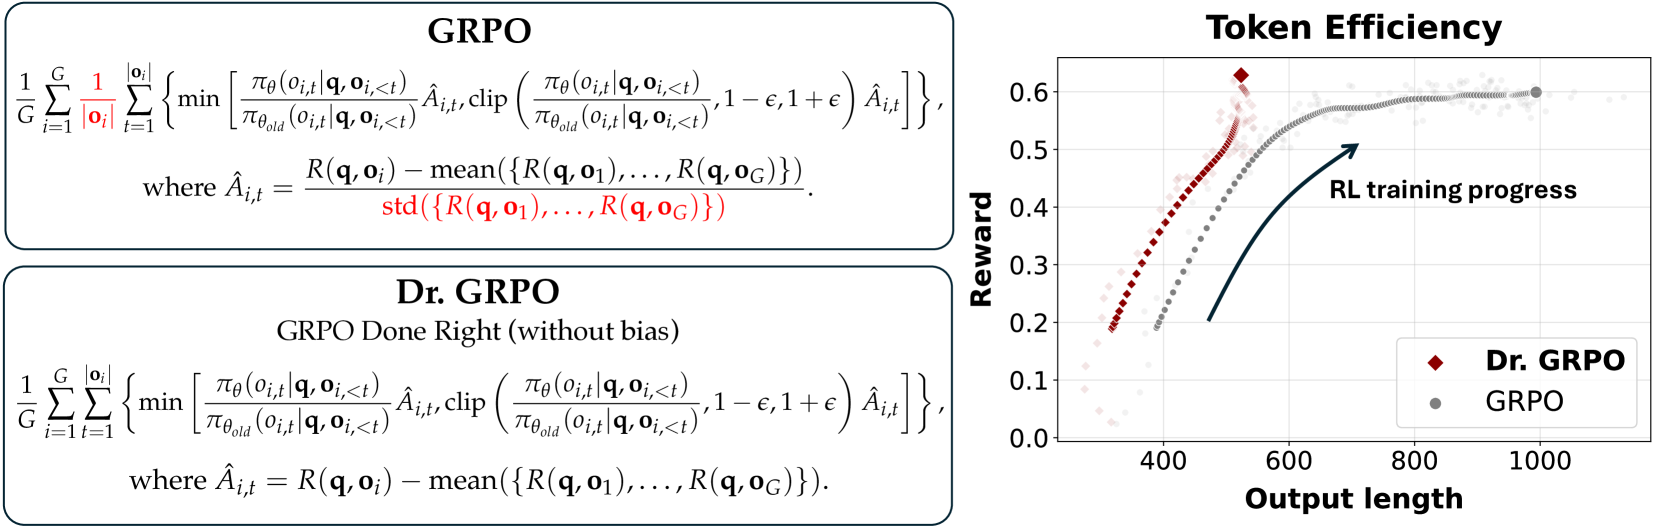 GRPO
\frac{1}{G} \sum_{i=1}^{G} \frac{1}{|\mathbf{o}_i|} \sum_{t=1}^{|\mathbf{o}_i|} \left\{ \min \left[ \frac{\pi_\theta(o_{i,t}|\mathbf{q}, \mathbf{o}_{i,<t})}{\pi_{\theta_{old}}(o_{i,t}|\mathbf{q}, \mathbf{o}_{i,<t})} \hat{A}_{i,t}, \text{clip} \left( \frac{\pi_\theta(o_{i,t}|\mathbf{q}, \mathbf{o}_{i,<t})}{\pi_{\theta_{old}}(o_{i,t}|\mathbf{q}, \mathbf{o}_{i,<t})}, 1 - \epsilon, 1 + \epsilon \right) \hat{A}_{i,t} \right] \right\},
where \hat{A}_{i,t} = \frac{R(\mathbf{q}, \mathbf{o}_i) - \text{mean}(\{R(\mathbf{q}, \mathbf{o}_1), \ldots, R(\mathbf{q}, \mathbf{o}_G)\})}{\text{std}(\{R(\mathbf{q}, \mathbf{o}_1), \ldots, R(\mathbf{q}, \mathbf{o}_G)\})}.
Dr. GRPO
GRPO Done Right (without bias)
\frac{1}{G} \sum_{i=1}^{G} \sum_{t=1}^{|\mathbf{o}_i|} \left\{ \min \left[ \frac{\pi_\theta(o_{i,t}|\mathbf{q}, \mathbf{o}_{i,<t})}{\pi_{\theta_{old}}(o_{i,t}|\mathbf{q}, \mathbf{o}_{i,<t})} \hat{A}_{i,t}, \text{clip} \left( \frac{\pi_\theta(o_{i,t}|\mathbf{q}, \mathbf{o}_{i,<t})}{\pi_{\theta_{old}}(o_{i,t}|\mathbf{q}, \mathbf{o}_{i,<t})}, 1 - \epsilon, 1 + \epsilon \right) \hat{A}_{i,t} \right] \right\},
where \hat{A}_{i,t} = R(\mathbf{q}, \mathbf{o}_i) - \text{mean}(\{R(\mathbf{q}, \mathbf{o}_1), \ldots, R(\mathbf{q}, \mathbf{o}_G)\}).
Token Efficiency
Reward
0.6
0.5
0.4
0.3
0.2
0.1
0.0
RL training progress
Dr. GRPO
GRPO
400 600 800 1000
Output length